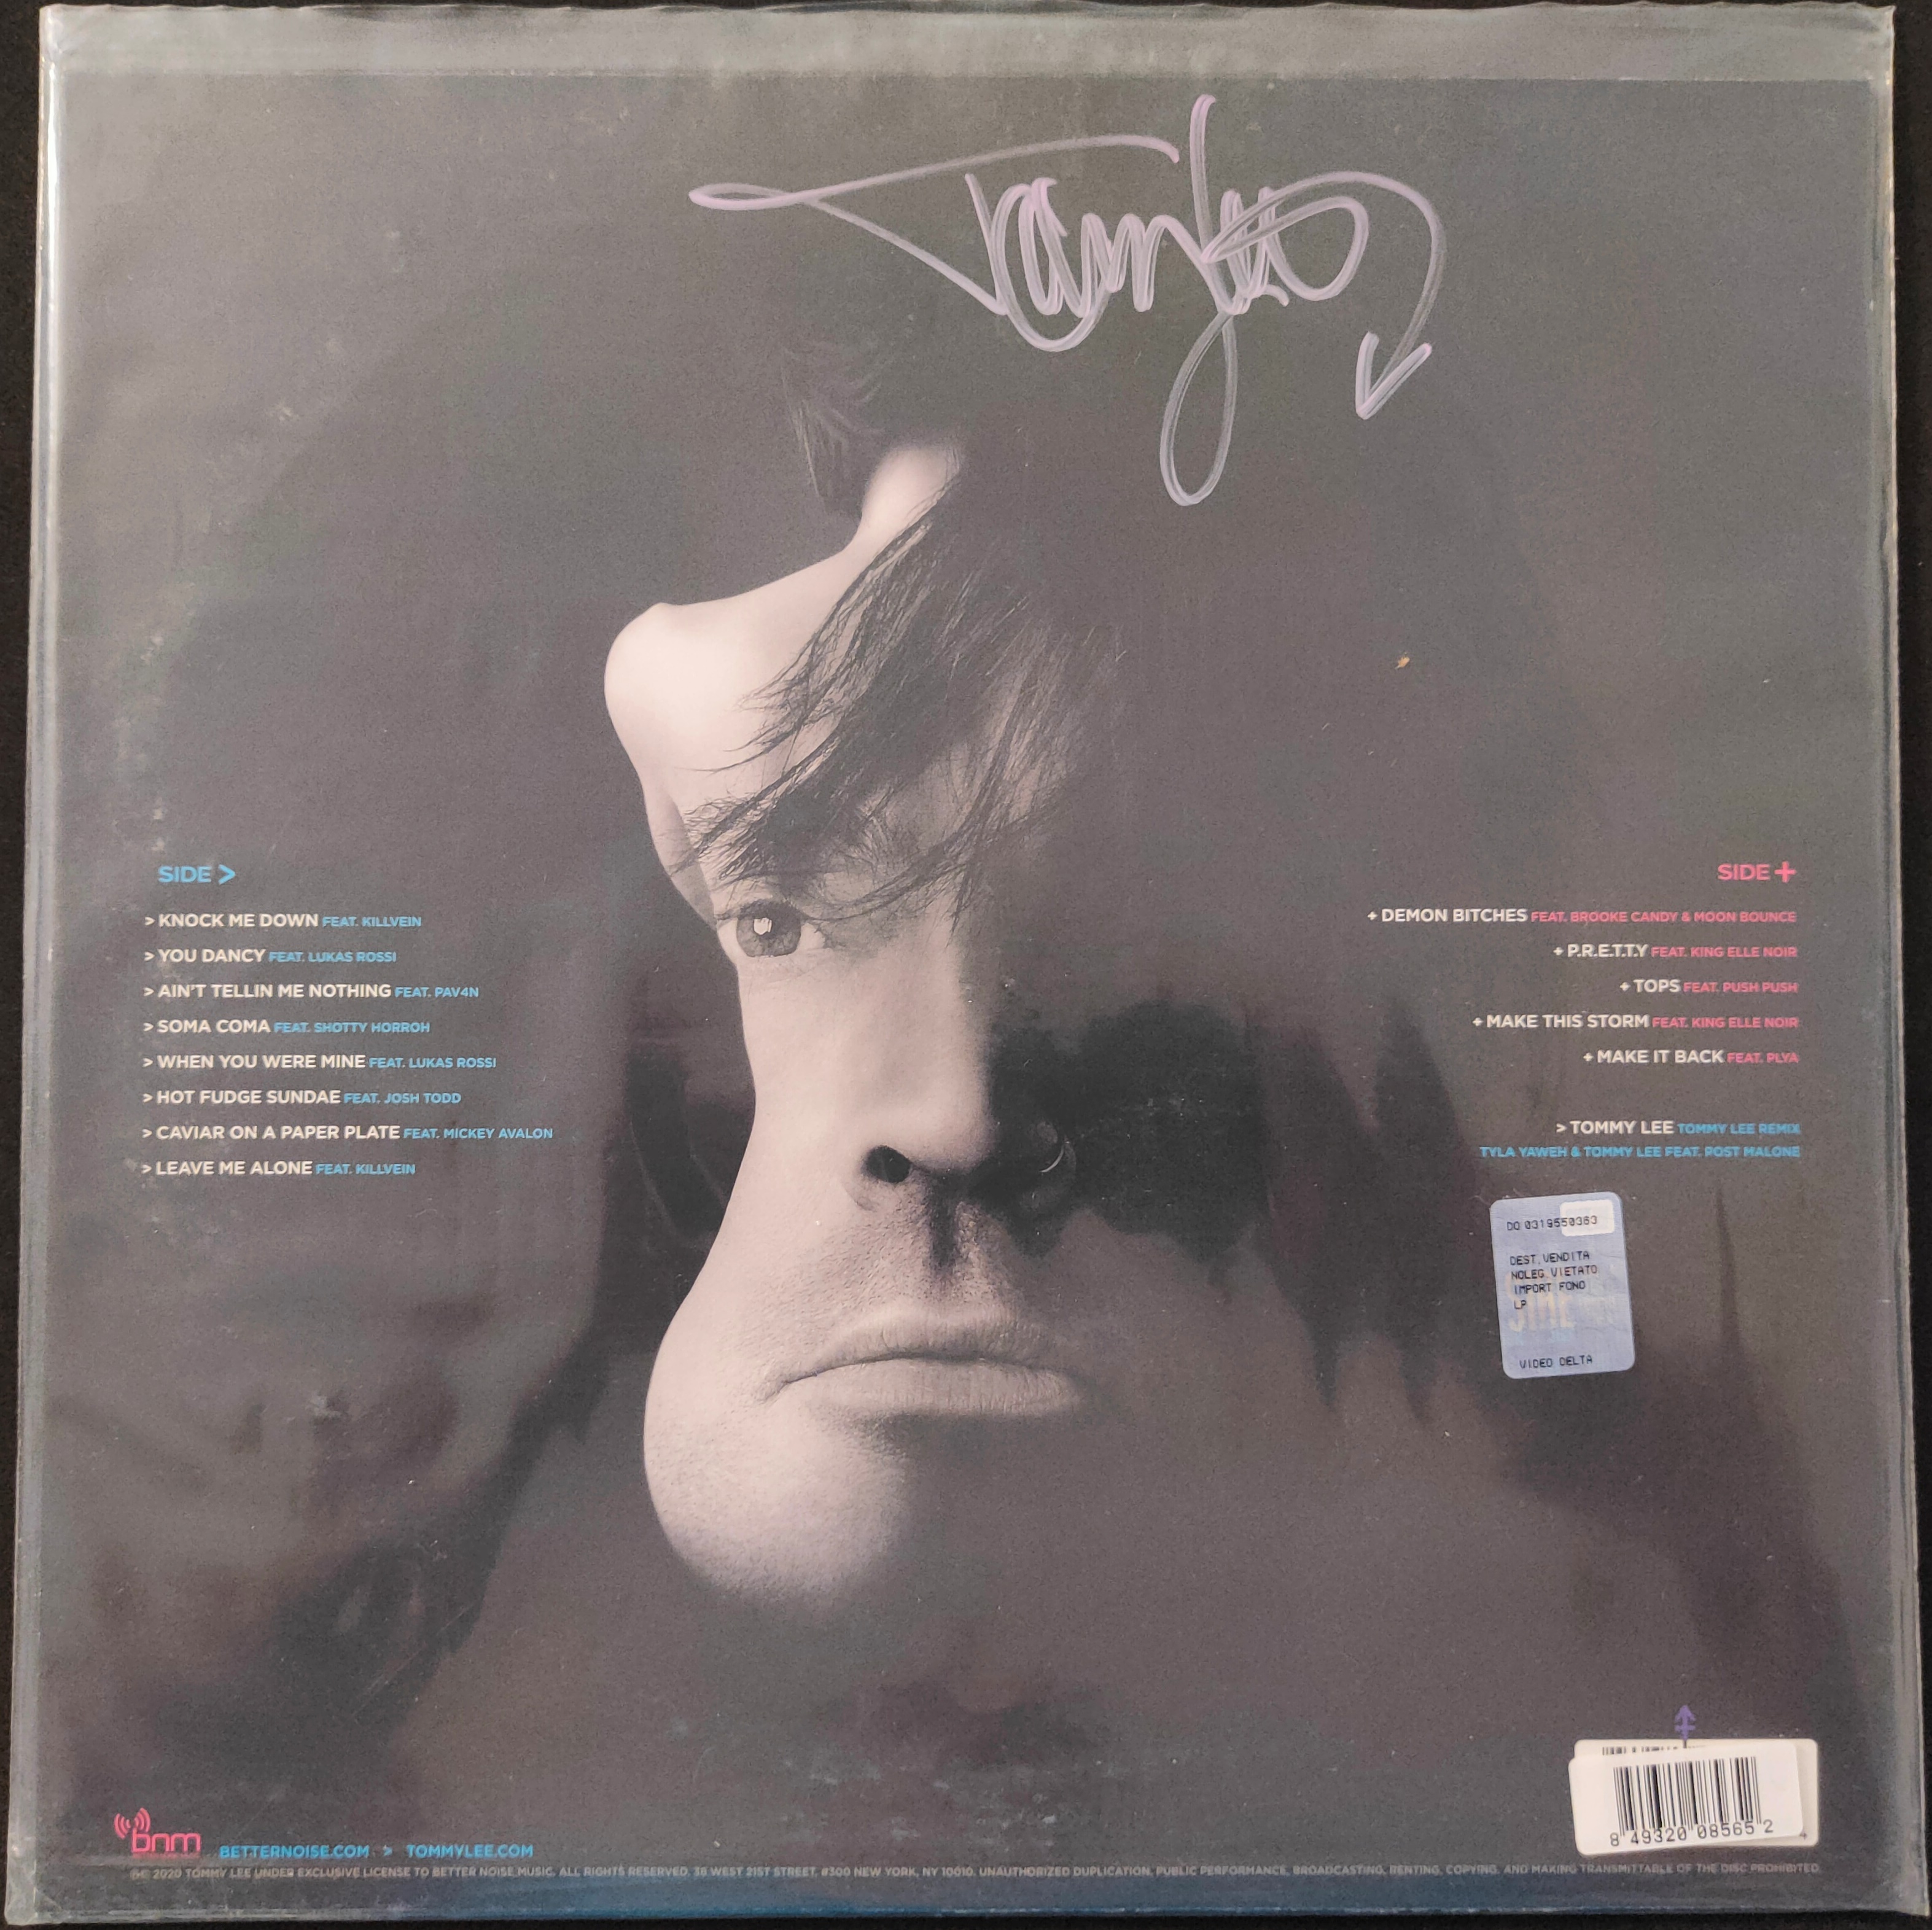 Tommy Lee
SIDE >
> KNOCK ME DOWN FEAT. KILLVEIN
> YOU DANCY FEAT. LUKAS ROSSI
> AIN'T TELLIN ME NOTHING FEAT. PAV4N
> SOMA COMA FEAT. SHOTTY HORROH
> WHEN YOU WERE MINE FEAT. LUKAS ROSSI
> HOT FUDGE SUNDAE FEAT. JOSH TODD
> CAVIAR ON A PAPER PLATE FEAT. MICKEY AVALON
> LEAVE ME ALONE FEAT. KILLVEIN
SIDE +
+ DEMON BITCHES FEAT. BROOKE CANDY & MOON BOUNCE
+ P.R.E.T.T.Y FEAT. KING ELLE NOIR
+ TOPS FEAT. PUSH PUSH
+ MAKE THIS STORM FEAT. KING ELLE NOIR
+ MAKE IT BACK FEAT. PLYA
> TOMMY LEE TOMMY LEE REMIX
TYLA YAWEH & TOMMY LEE FEAT. POST MALONE
DO 0319550363
DEST.VENDITA
NOLEG.VIETATO
IMPORT FONO
LP
VIDEO DELTA
8 49320 08565 2
4
bnm
BETTERNOISE.COM > TOMMYLEE.COM
2020 TOMMY LEE UNDER EXCLUSIVE LICENSE TO BETTER NOISE MUSIC. ALL RIGHTS RESERVED. 36 WEST 21ST STREET, #300 NEW YORK, NY 10010. UNAUTHORIZED DUPLICATION, PUBLIC PERFORMANCE, BROADCASTING, RENTING, COPYING, AND MAKING TRANSMITTABLE OF THE DISC PROHIBITED.